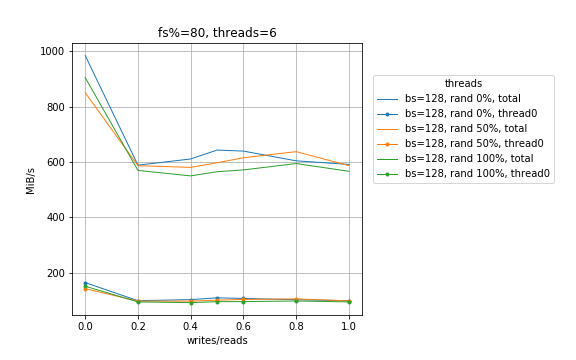 fs%=80, threads=6
MiB/s
1000
800
600
400
200
0.0 0.2 0.4 0.6 0.8 1.0
writes/reads
threads
bs=128, rand 0%, total
bs=128, rand 0%, thread0
bs=128, rand 50%, total
bs=128, rand 50%, thread0
bs=128, rand 100%, total
bs=128, rand 100%, thread0